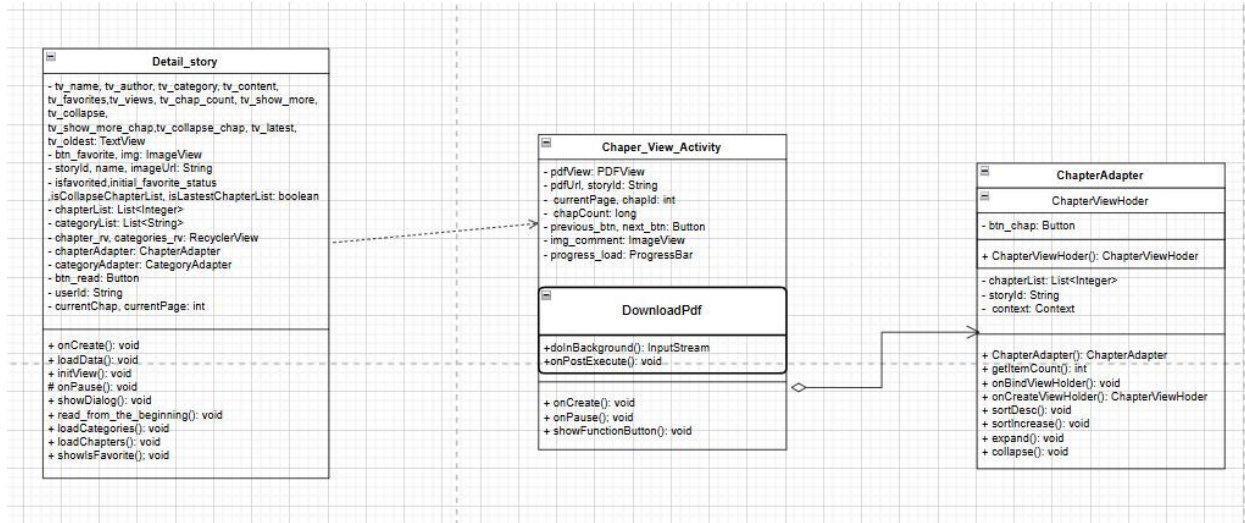 Detail_story
- tv_name, tv_author, tv_category, tv_content,
tv_favorites,tv_views, tv_chap_count, tv_show_more,
tv_collapse,
tv_show_more_chap,tv_collapse_chap, tv_latest,
tv_oldest: TextView
- btn_favorite, img: ImageView
- storyId, name, imageUrl: String
- isfavorited,initial_favorite_status
,isCollapseChapterList, isLastestChapterList: boolean
- chapterList: List<Integer>
- categoryList: List<String>
- chapter_rv, categories_rv: RecyclerView
- chapterAdapter: ChapterAdapter
- categoryAdapter: CategoryAdapter
- btn_read: Button
- userId: String
- currentChap, currentPage: int
+ onCreate(): void
+ loadData(): void
+ initView(): void
# onPause(): void
+ showDialog(): void
+ read_from_the_beginning(): void
+ loadCategories(): void
+ loadChapters(): void
+ showIsFavorite(); void
Chaper_View_Activity
- pdfView: PDFView
- pdfUrl, storyId: String
- currentPage, chapId: int
- chapCount: long
- previous_btn, next_btn: Button
- img_comment: ImageView
- progress_load: ProgressBar
DownloadPdf
+doInBackground(): InputStream
+onPostExecute(): void
+ onCreate(): void
+ onPause(); void
+ showFunctionButton(): void
ChapterAdapter
ChapterViewHoder
- btn_chap: Button
+ ChapterViewHoder(): ChapterViewHoder
- chapterList: List<Integer>
- storyId: String
- context: Context
+ ChapterAdapter(): ChapterAdapter
+ getItemCount(): int
+ onBindViewHolder(): void
+ onCreateViewHolder(): ChapterViewHoder
+ sortDesc(): void
+ sortIncrease(): void
+ expand(): void
+ collapse(): void